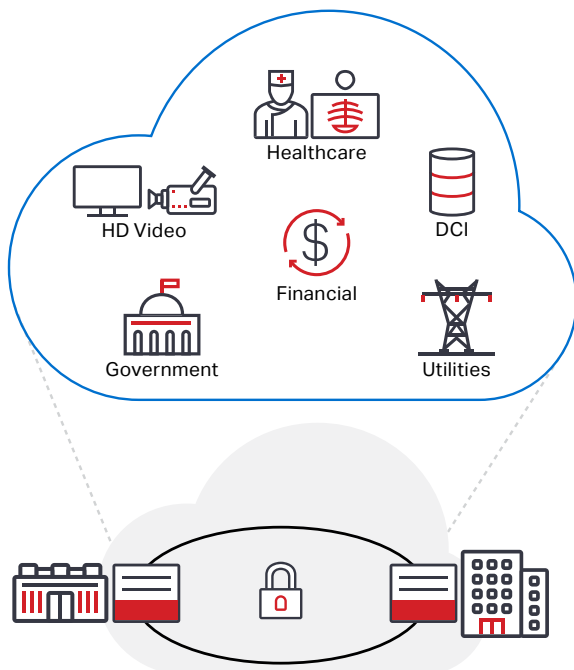 Healthcare
HD Video
DCI
$
Financial
Government
Utilities